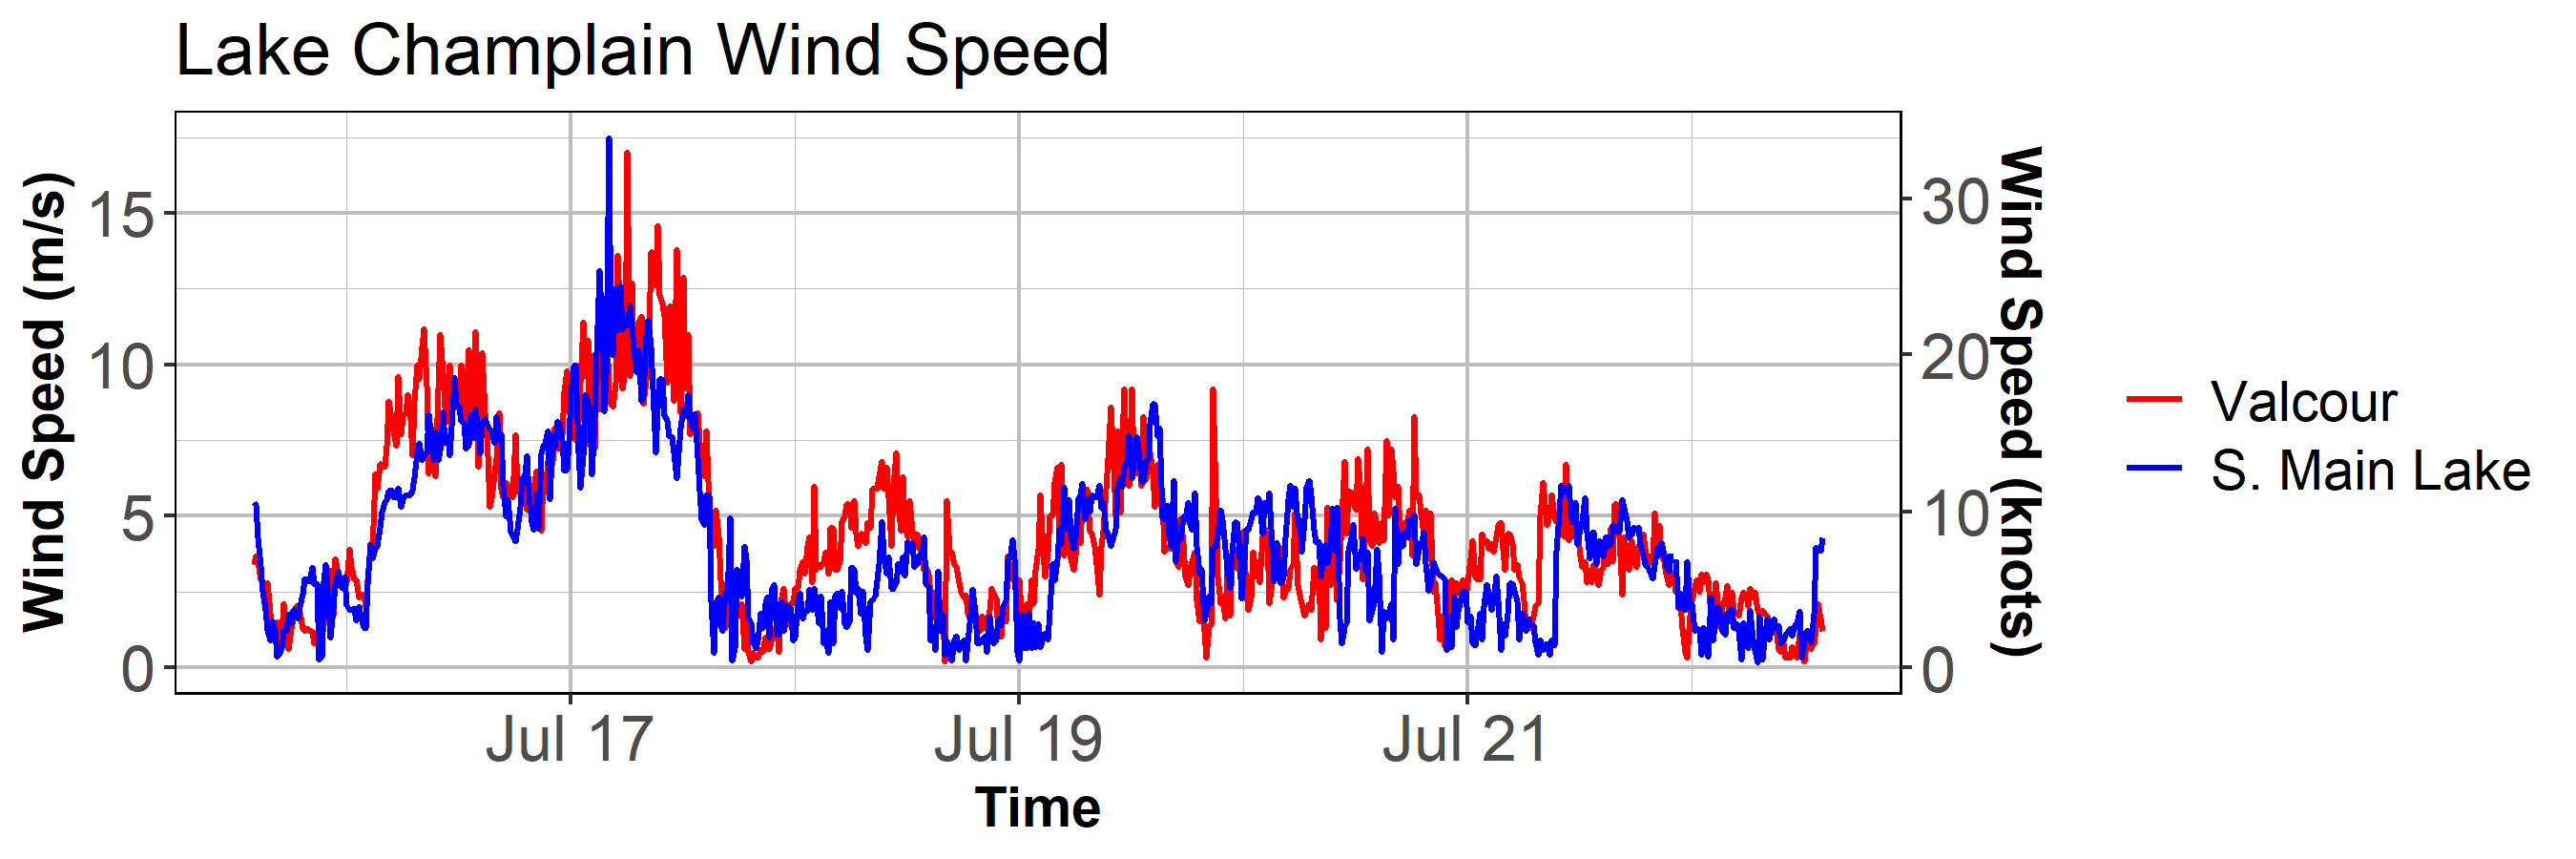 Lake Champlain Wind Speed
Wind Speed (m/s)
15
10
5
0
30
20
10
0
Wind Speed (knots)
Jul 17
Jul 19
Jul 21
Time
Valcour
S. Main Lake